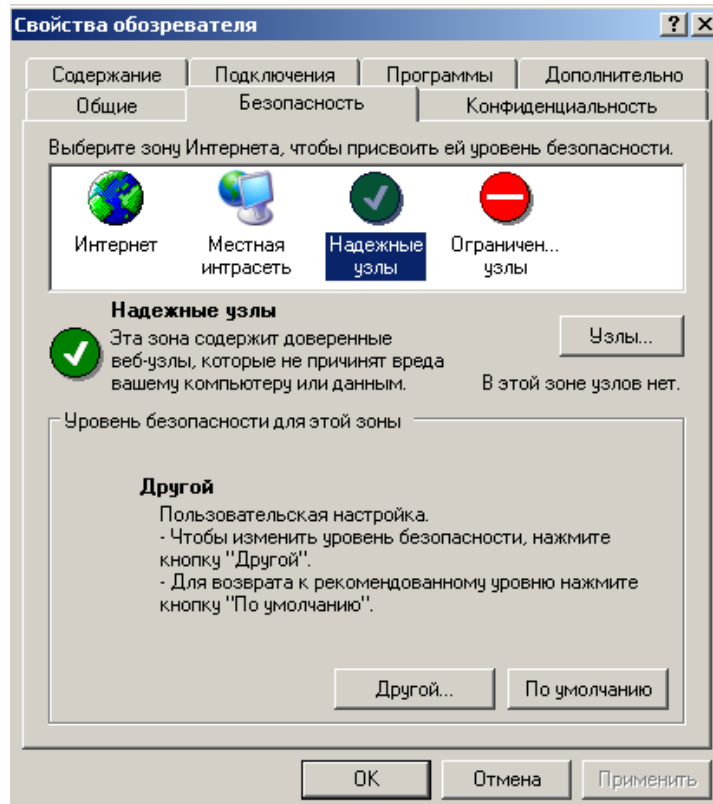 Свойства обозревателя
Содержание Подключения Программы Дополнительно
Общие Безопасность Конфиденциальность
Выберите зону Интернета, чтобы присвоить ей уровень безопасности.
Интернет Местная Надежные Ограничен...
интрасеть узлы узлы
Надежные узлы
Эта зона содержит доверенные
веб-узлы, которые не причинят вреда
вашему компьютеру или данным.
Узлы...
В этой зоне узлов нет.
Уровень безопасности для этой зоны
Другой
Пользовательская настройка.
- Чтобы изменить уровень безопасности, нажмите
кнопку "Другой".
- Для возврата к рекомендованному уровню нажмите
кнопку "По умолчанию".
Другой... По умолчанию
OK Отмена Применить